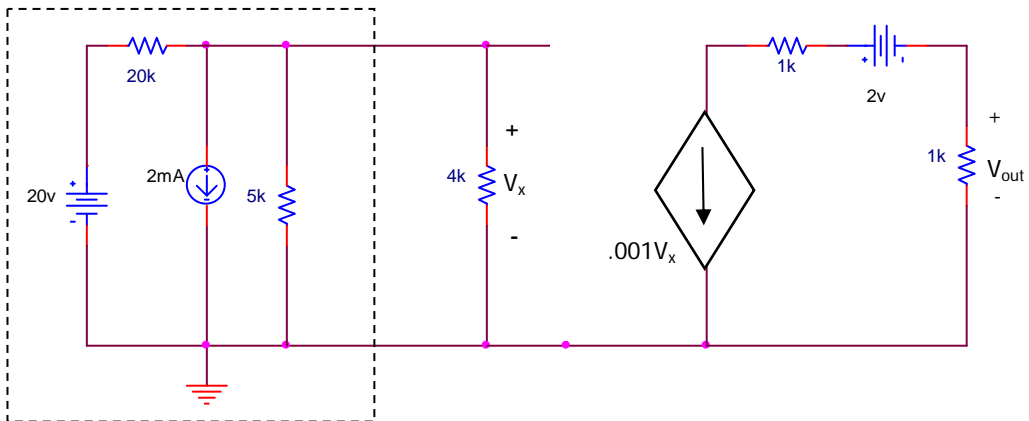 20k
20v
+
-
2mA
+
-
5k
4k
+
Vₓ
-
.001Vₓ
1k
+
-
2v
1k
+
Vout
-